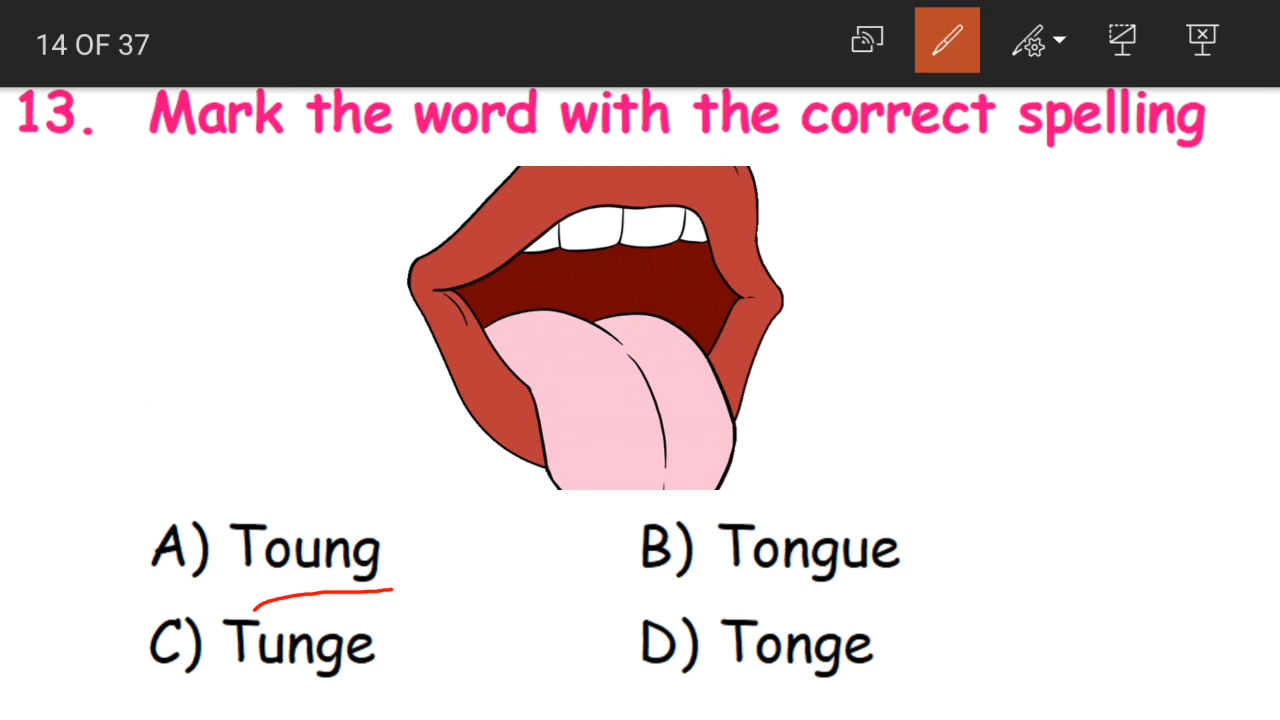 14 OF 37
13. Mark the word with the correct spelling
A) Toung B) Tongue
C) Tunge D) Tonge